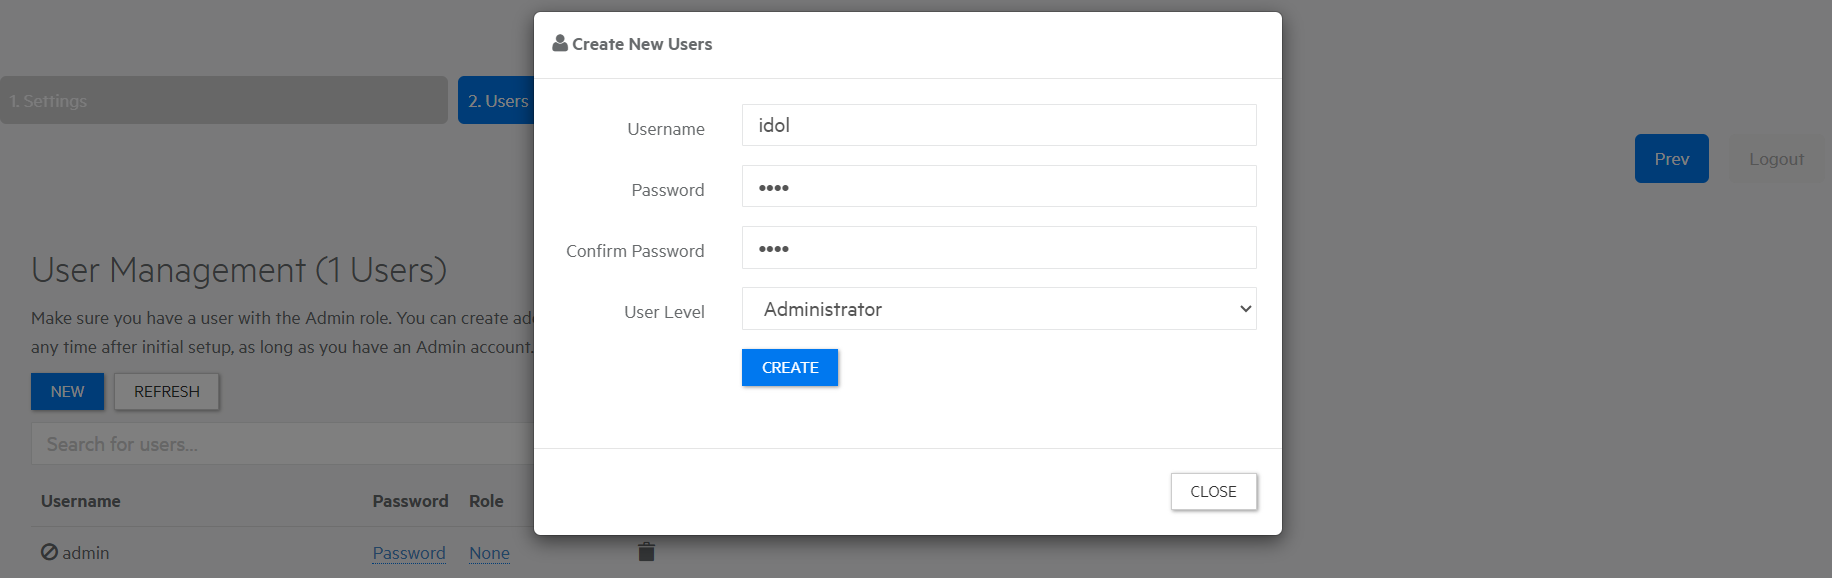 Create New Users
1. Settings
2. Users
Username
idol
Prev
Logout
Password
••••
Confirm Password
••••
User Level
Administrator
CREATE
User Management (1 Users)
Make sure you have a user with the Admin role. You can create
any time after initial setup, as long as you have an Admin account.
NEW
REFRESH
Search for users...
CLOSE
Username
Password
Role
admin
Password
None